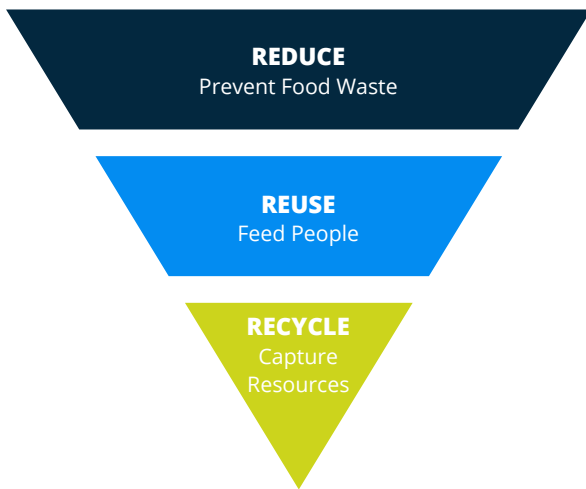 REDUCE
Prevent Food Waste
REUSE
Feed People
RECYCLE
Capture
Resources